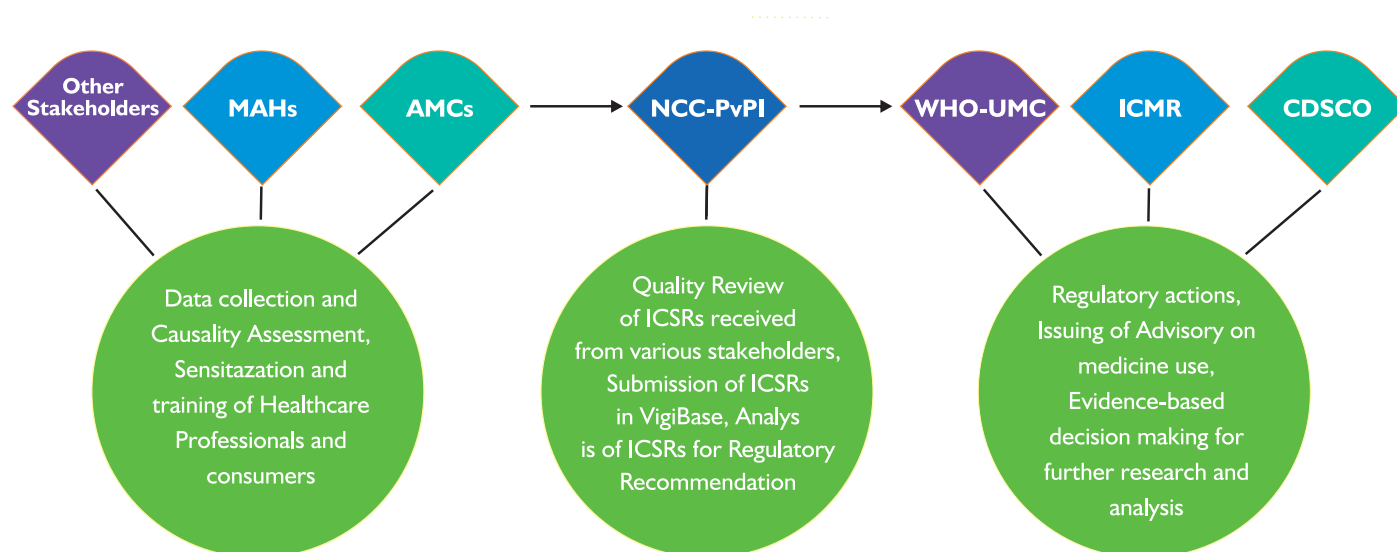 Other
Stakeholders
MAHs
AMCs
NCC-PvPI
WHO-UMC
ICMR
CDSCO
Data collection and
Causality Assessment,
Sensitazation and
training of Healthcare
Professionals and
consumers
Quality Review
of ICSRs received
from various stakeholders,
Submission of ICSRs
in VigiBase, Analys
is of ICSRs for Regulatory
Recommendation
Regulatory actions,
Issuing of Advisory on
medicine use,
Evidence-based
decision making for
further research and
analysis